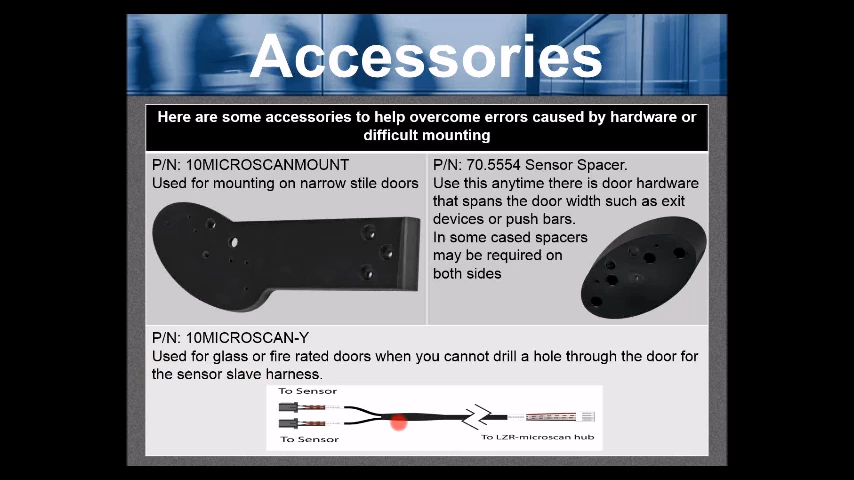 Accessories
Here are some accessories to help overcome errors caused by hardware or
difficult mounting
P/N: 10MICROSCANMOUNT
Used for mounting on narrow stile doors
P/N: 70.5554 Sensor Spacer.
Use this anytime there is door hardware
that spans the door width such as exit
devices or push bars.
In some cased spacers
may be required on
both sides
P/N: 10MICROSCAN-Y
Used for glass or fire rated doors when you cannot drill a hole through the door for
the sensor slave harness.
To Sensor
To Sensor
To LZR-microscan hub